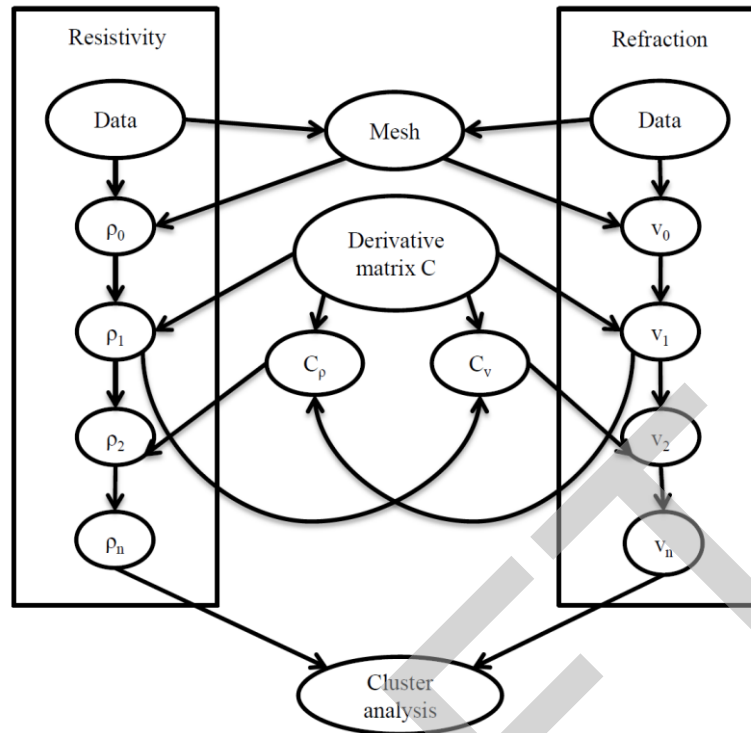 Resistivity
Refraction
Data
Mesh
Data
ρ₀
v₀
Derivative
matrix C
ρ₁
v₁
Cρ
Cᵥ
ρ₂
v₂
ρₙ
vₙ
Cluster
analysis